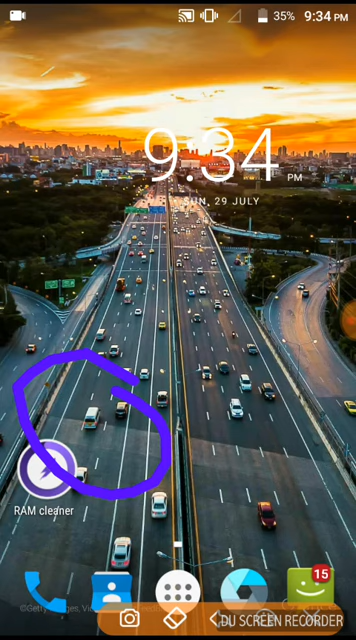 35% 9:34 PM
9:34 PM
SUN, 29 JULY
RAM cleaner
15
DU SCREEN RECORDER